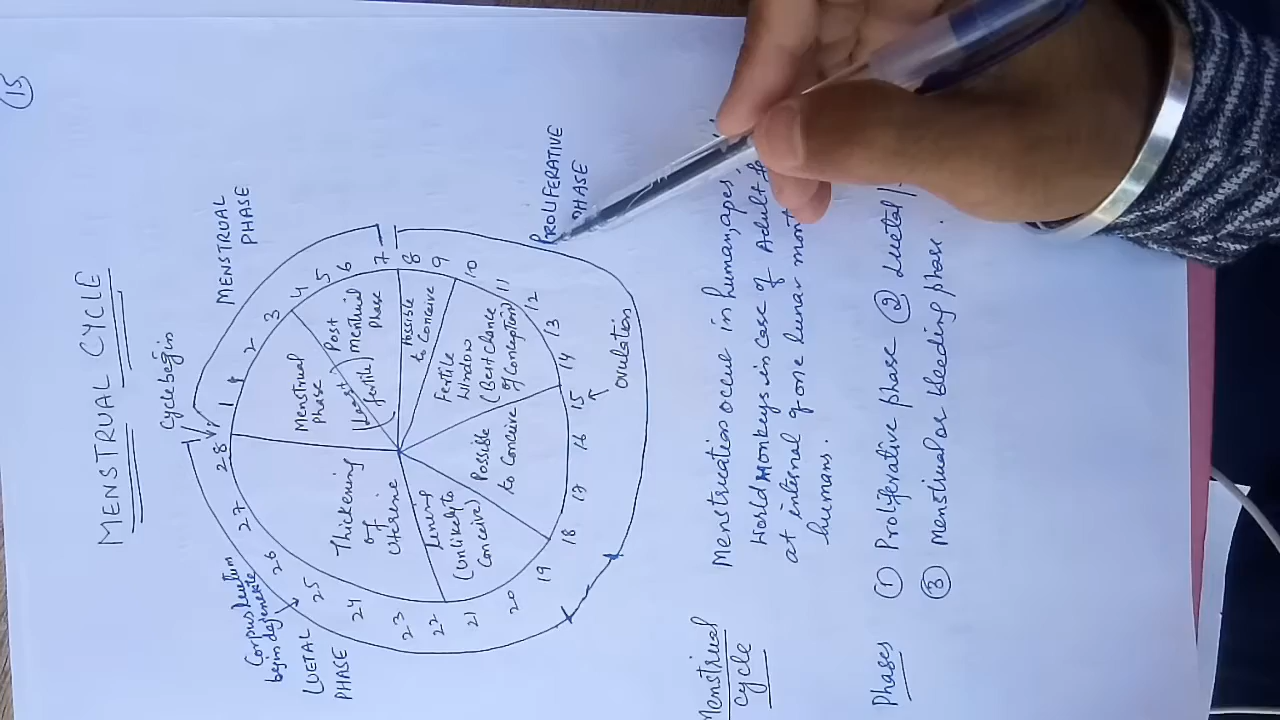 15
MENSTRUAL CYCLE
Cycle begin
MENSTRUAL
PHASE
1
2
3
4
5
6
7
8
9
10
11
12
13
14
15
16
17
18
19
20
21
22
23
24
25
26
27
28
Menstrual
Phase
Post
menstrual
Phase
(Least
fertile)
Possible
to Conceive
Fertile
Window
(Best Chance
of Conception)
Possible
to Conceive
Thickening
of
Uterine
Lining
(Unlikely to
Conceive)
PROLIFERATIVE
PHASE
Ovulation
Corpus luetum
begin degenerate
LUETAL
PHASE
Menstrual
cycle
Menstruation occur in human, apes,
World Monkeys in case of Adult
at internal of one lunar
humans.
Phases
① Proliferative phase ② Luetal
③ Menstrual or bleeding phase.